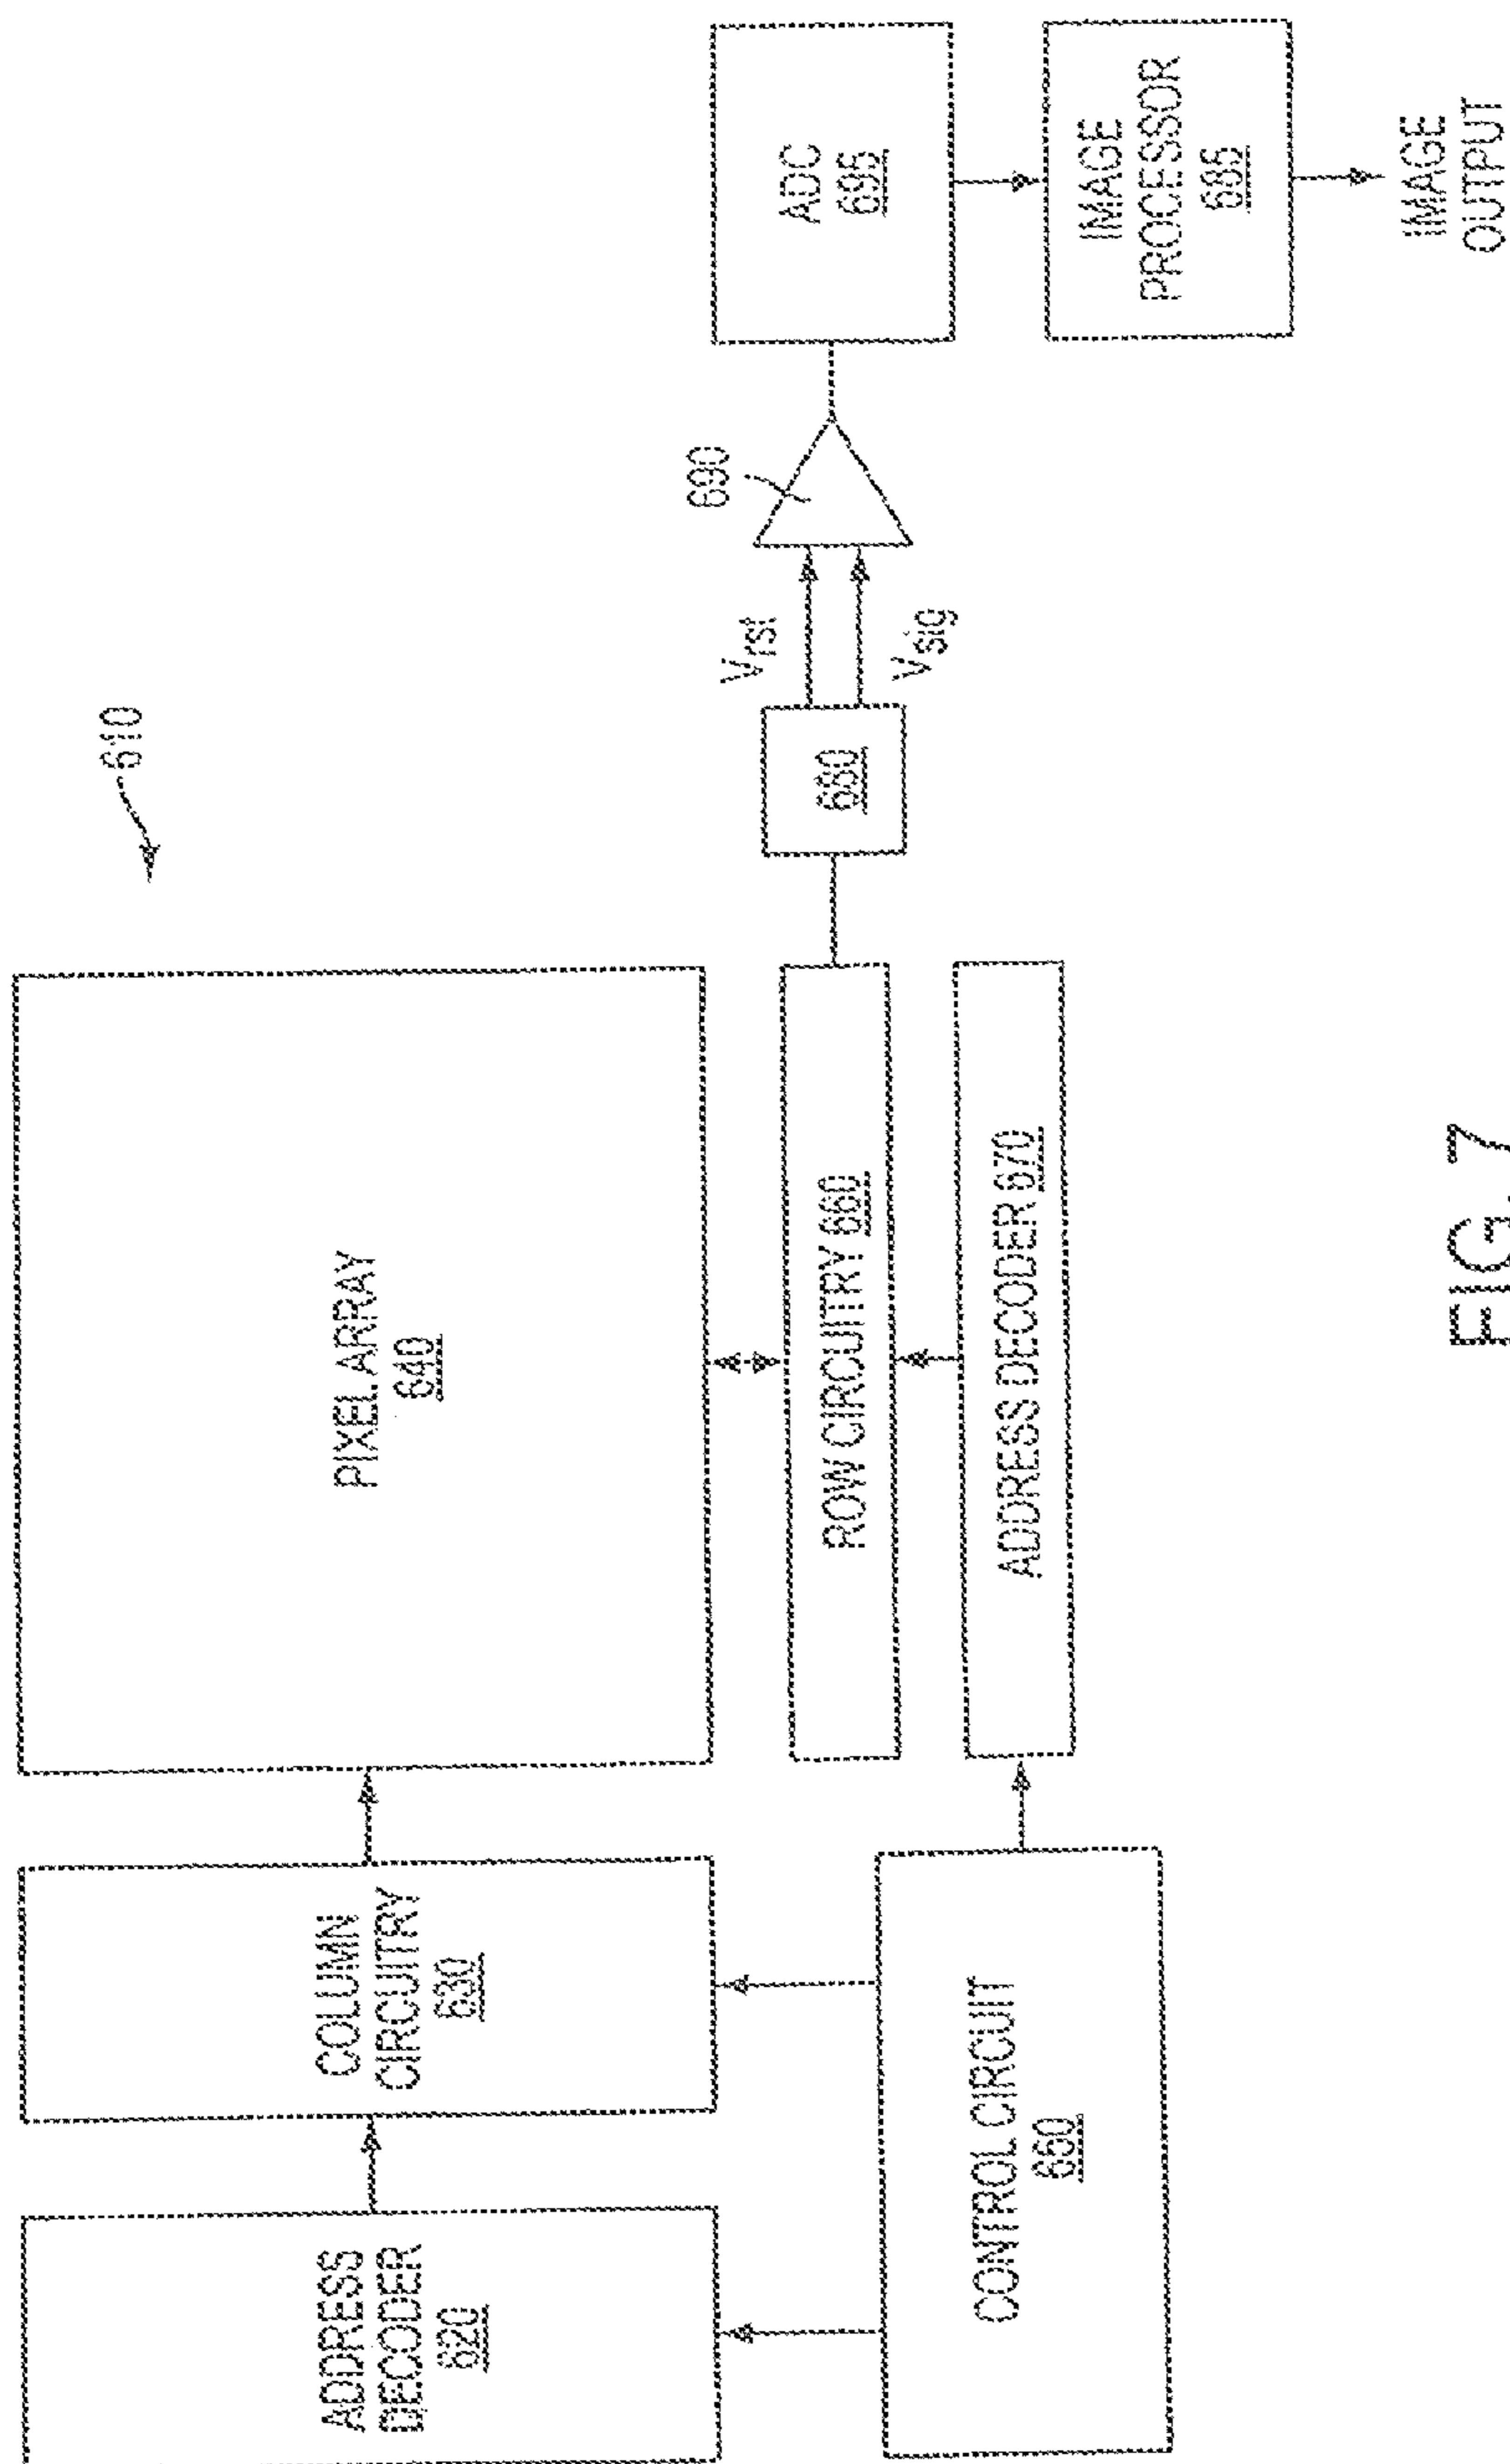 610
ADDRESS
DECODER
620
COLUMN
CIRCUITRY
630
PIXEL ARRAY
640
CONTROL CIRCUIT
650
ROW CIRCUITRY 660
ADDRESS DECODER 670
680
Vrst
Vsig
690
ADC
695
IMAGE
PROCESSOR
685
IMAGE
OUTPUT
FIG. 7